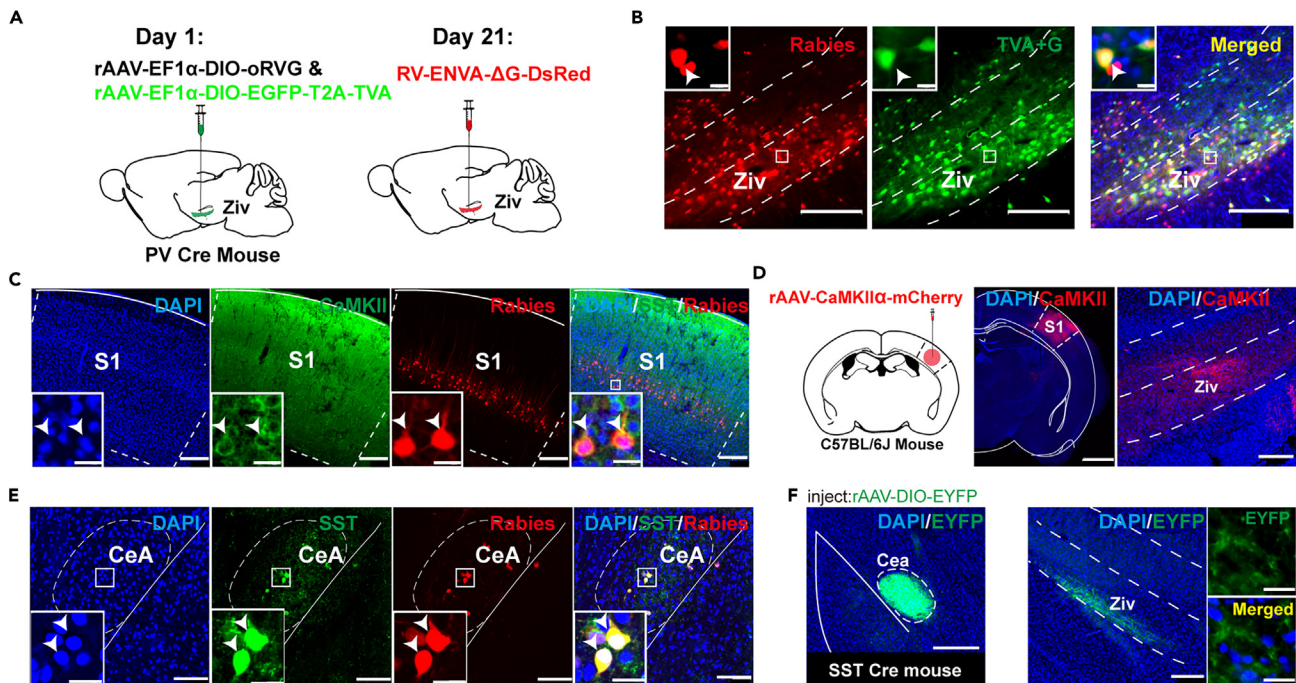 A
Day 1:
Day 21:
rAAV-EF1α-DIO-oRVG &
rAAV-EF1α-DIO-EGFP-T2A-TVA
RV-ENVA-ΔG-DsRed
Ziv
Ziv
PV Cre Mouse
B
Rabies
TVA+G
Merged
Ziv
Ziv
Ziv
C
DAPI
CaMKII
Rabies
DAPI/SST/Rabies
S1
S1
S1
S1
D
rAAV-CaMKIIα-mCherry
C57BL/6J Mouse
DAPI/CaMKII
S1
DAPI/CaMKII
Ziv
E
DAPI
SST
Rabies
DAPI/SST/Rabies
CeA
CeA
CeA
CeA
F
inject:rAAV-DIO-EYFP
DAPI/EYFP
Cea
SST Cre mouse
DAPI/EYFP
Ziv
EYFP
Merged